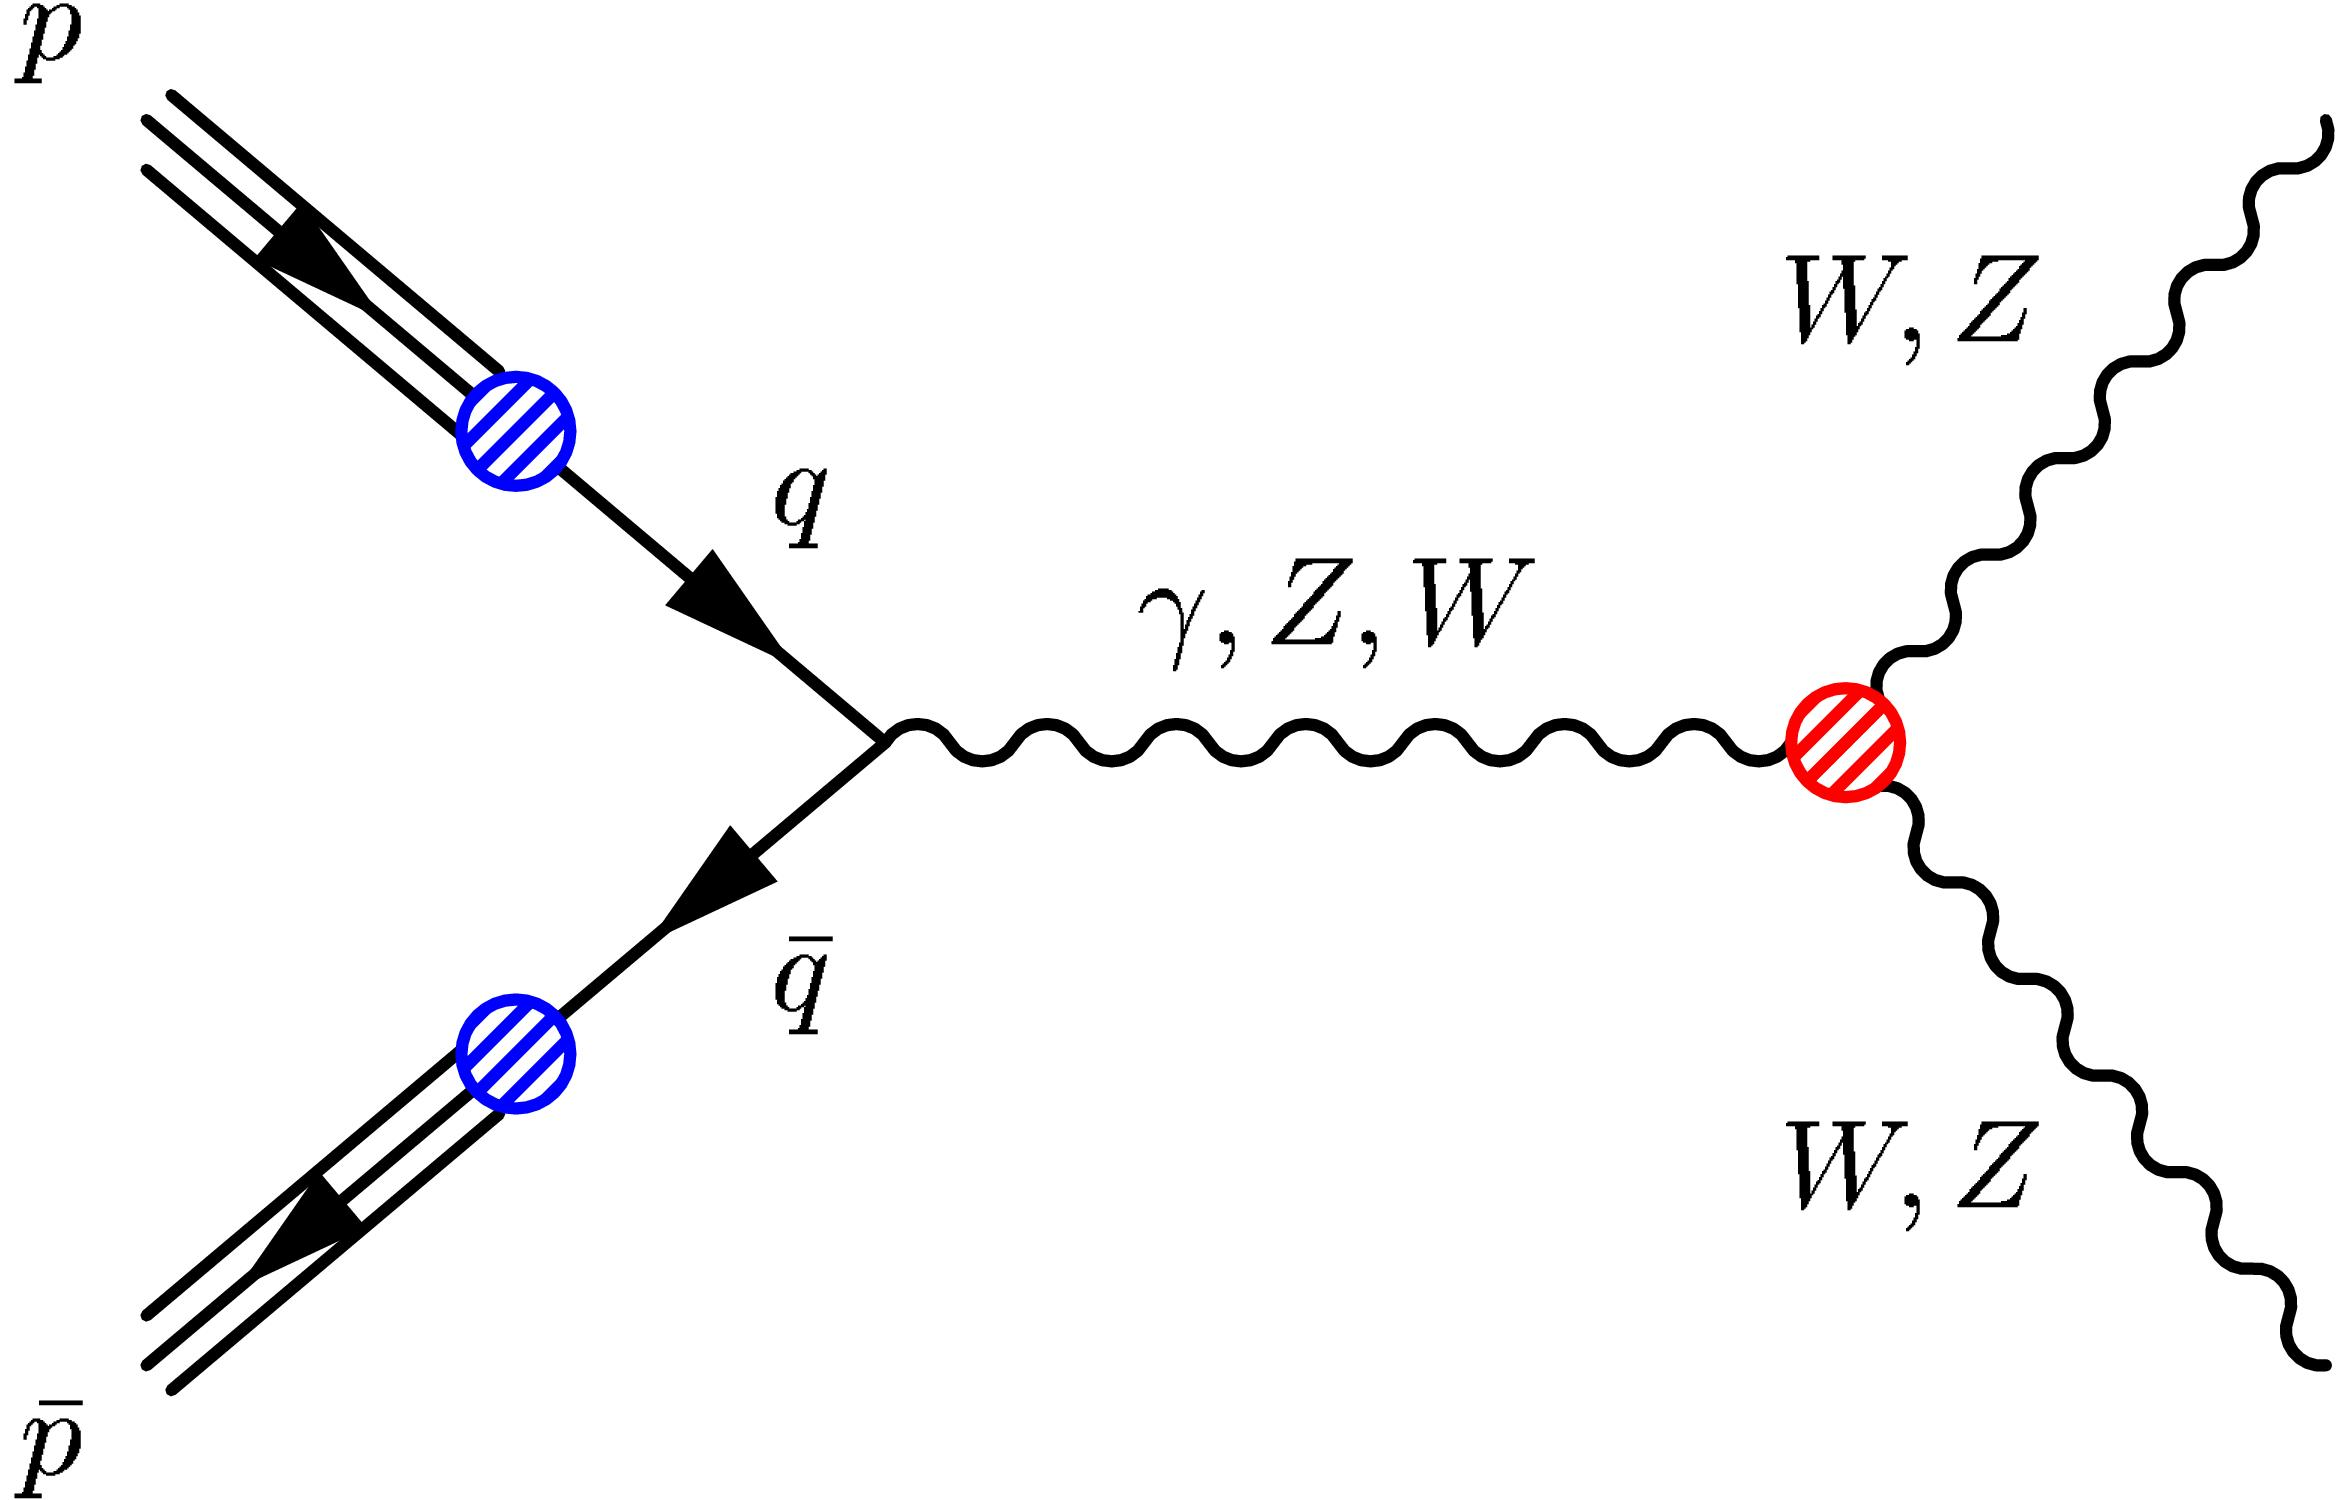 p
W, Z
q
γ, Z, W
q̄
W, Z
p̄